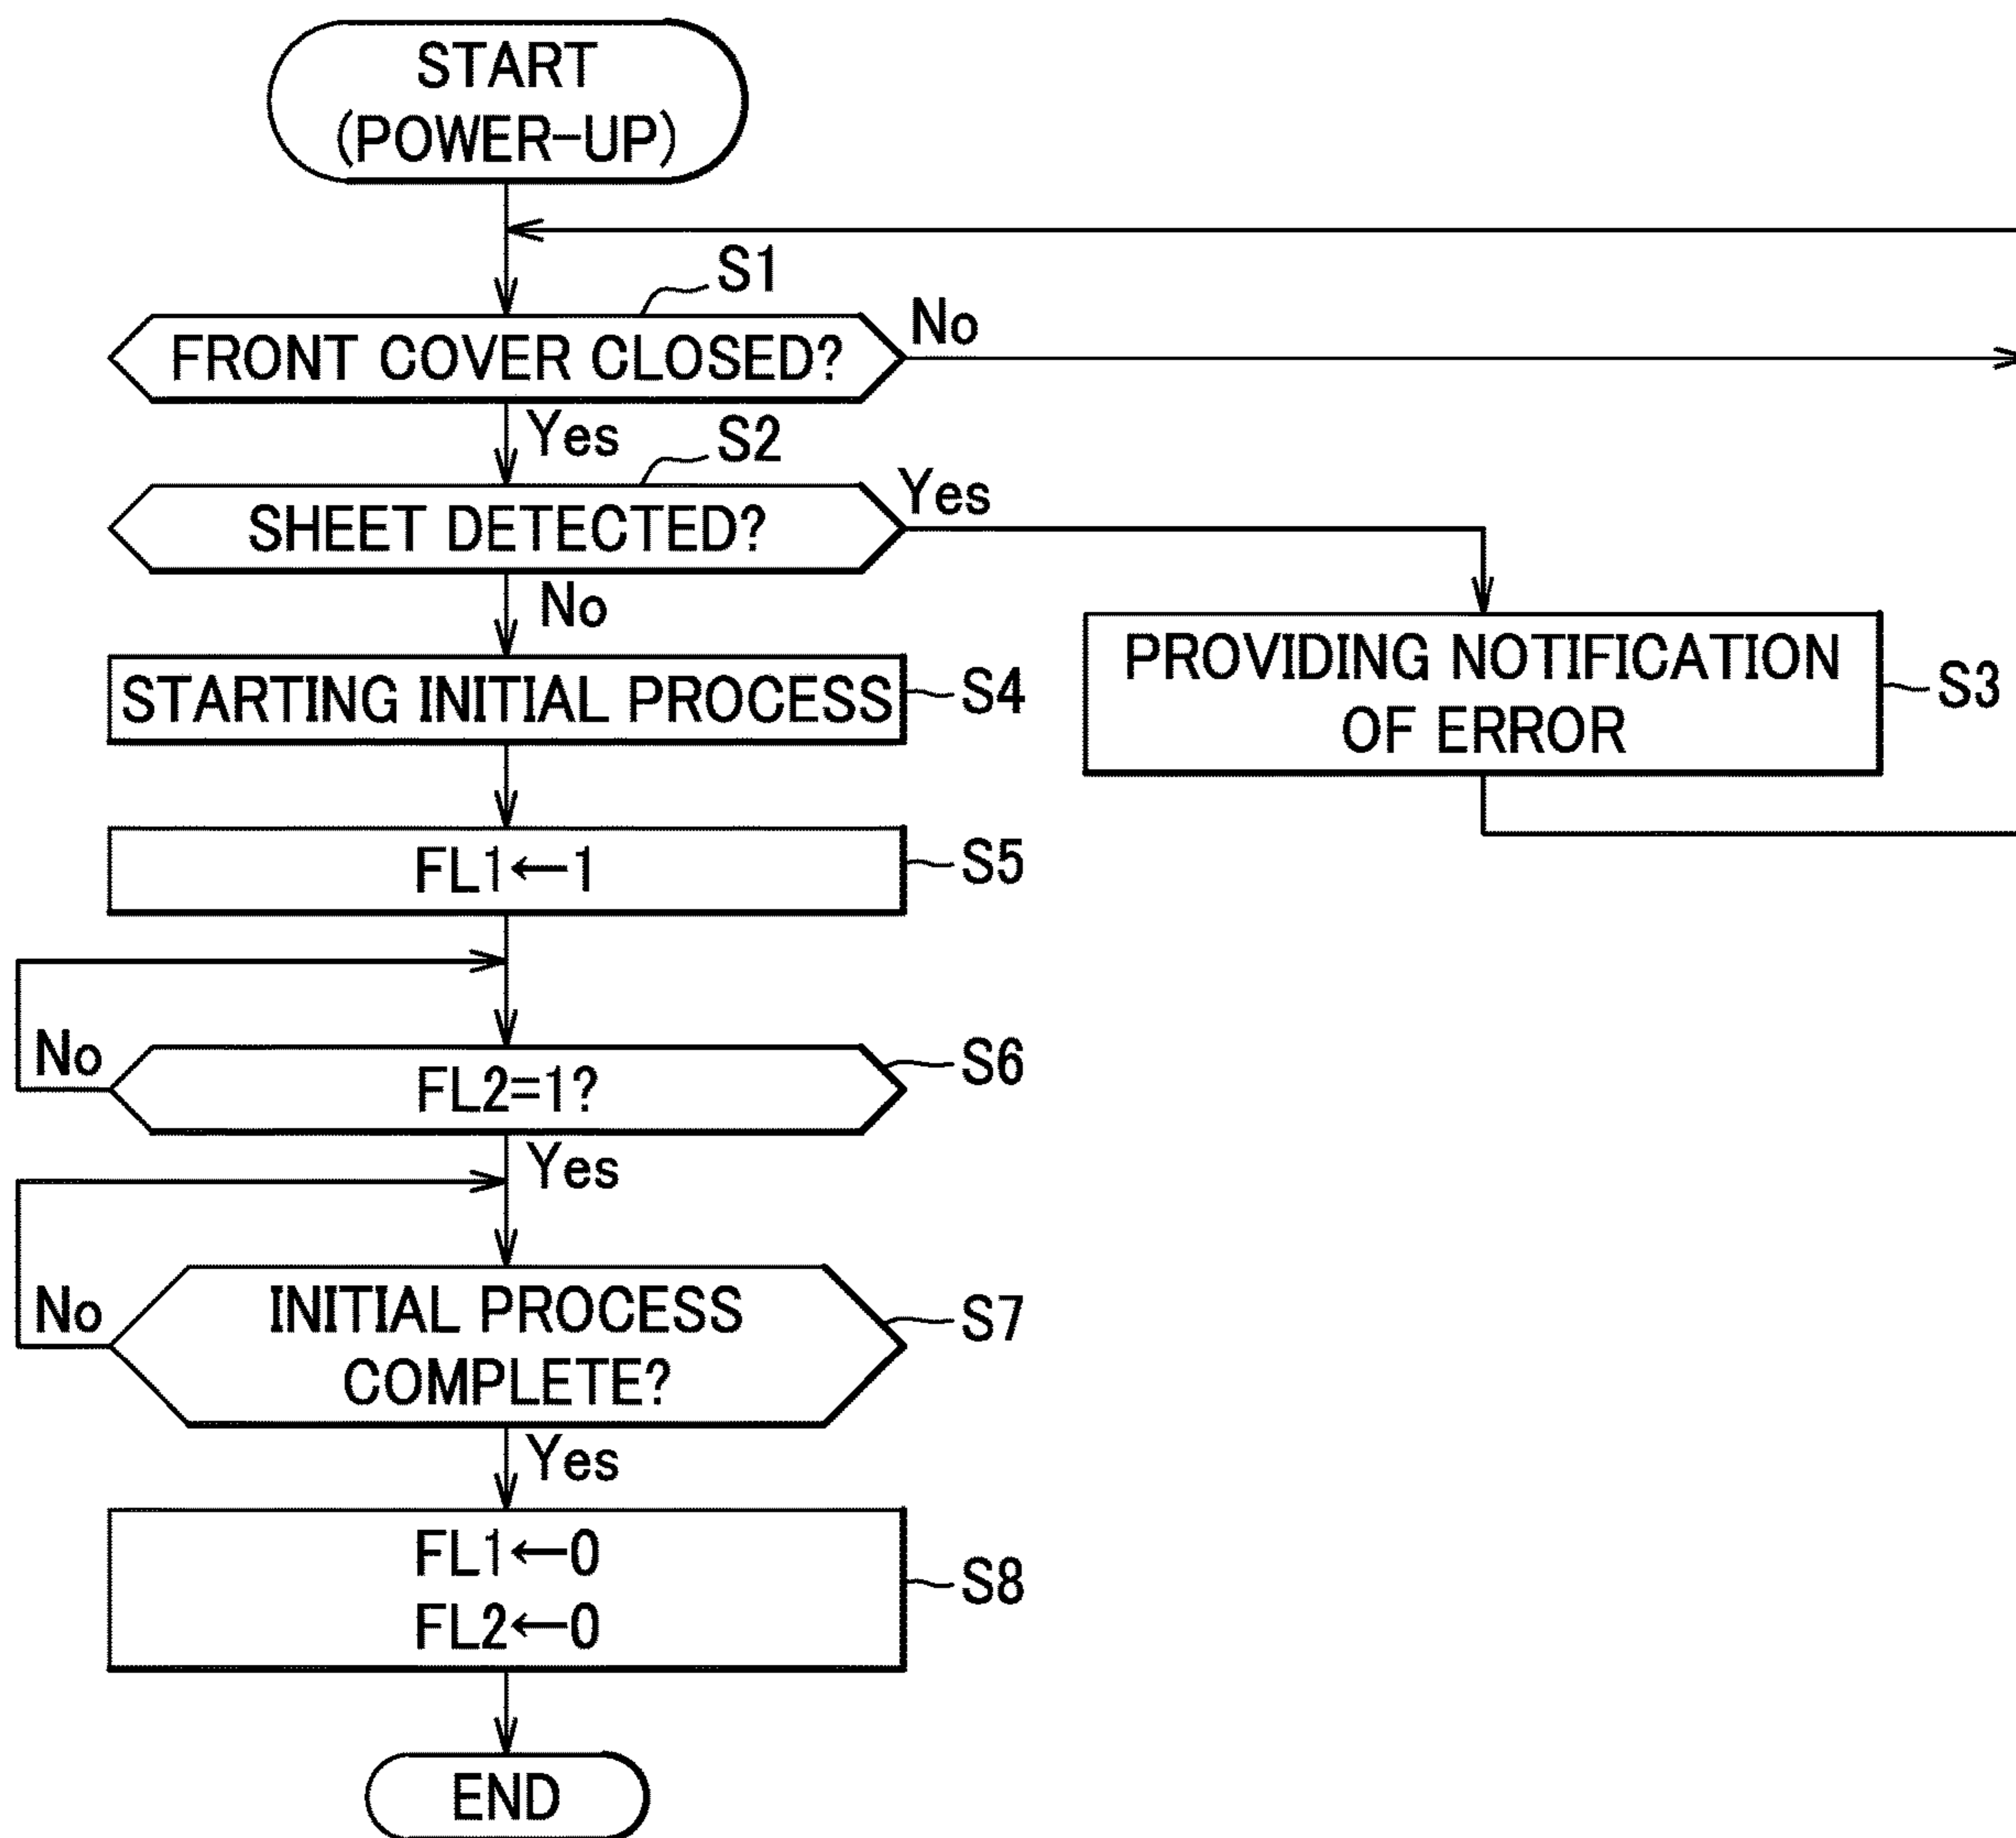 START
(POWER-UP)
S1
FRONT COVER CLOSED?
No
Yes
S2
SHEET DETECTED?
Yes
No
PROVIDING NOTIFICATION
OF ERROR
S3
STARTING INITIAL PROCESS
S4
FL1←1
S5
No
FL2=1?
S6
Yes
No
INITIAL PROCESS
COMPLETE?
S7
Yes
FL1←0
FL2←0
S8
END